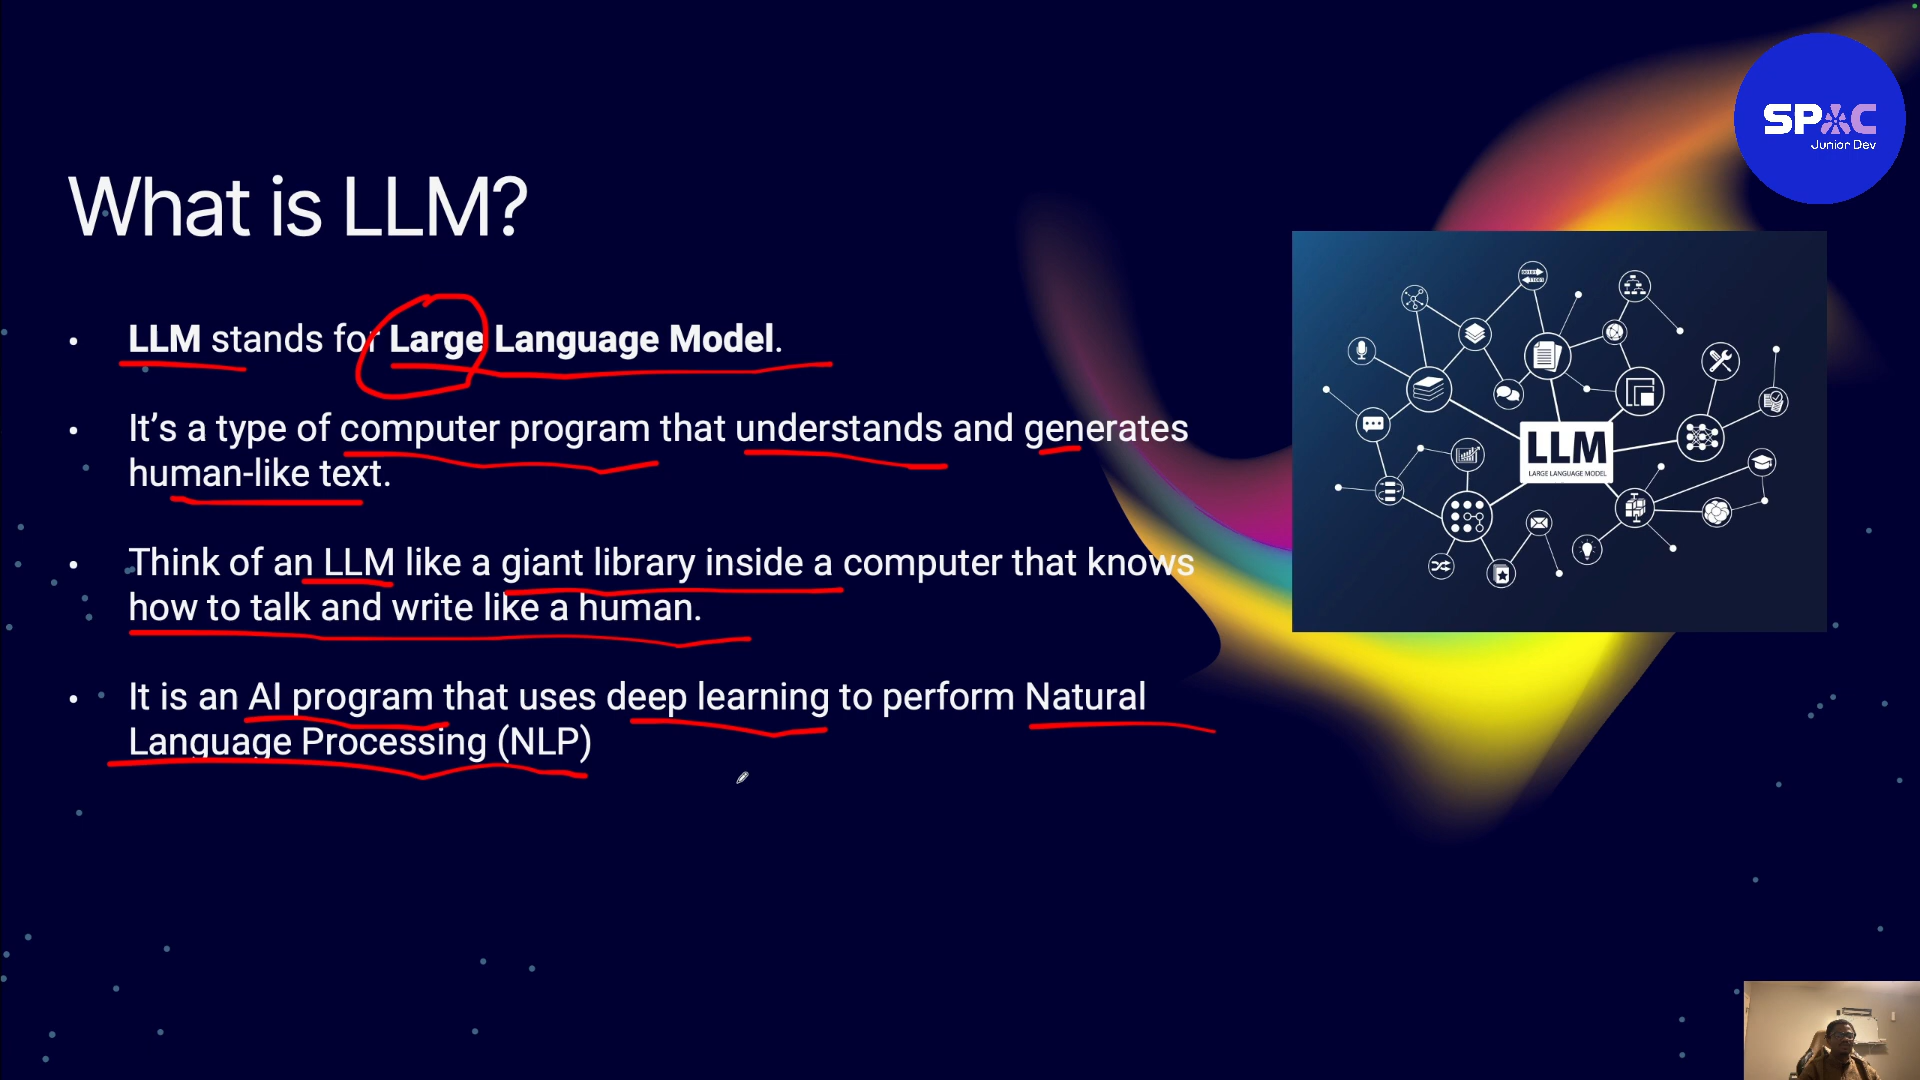 SPAC
Junior Dev
What is LLM?
• LLM stands for Large Language Model.
• It’s a type of computer program that understands and generates
human-like text.
• Think of an LLM like a giant library inside a computer that knows
how to talk and write like a human.
• It is an AI program that uses deep learning to perform Natural
Language Processing (NLP)
LLM
LARGE LANGUAGE MODEL